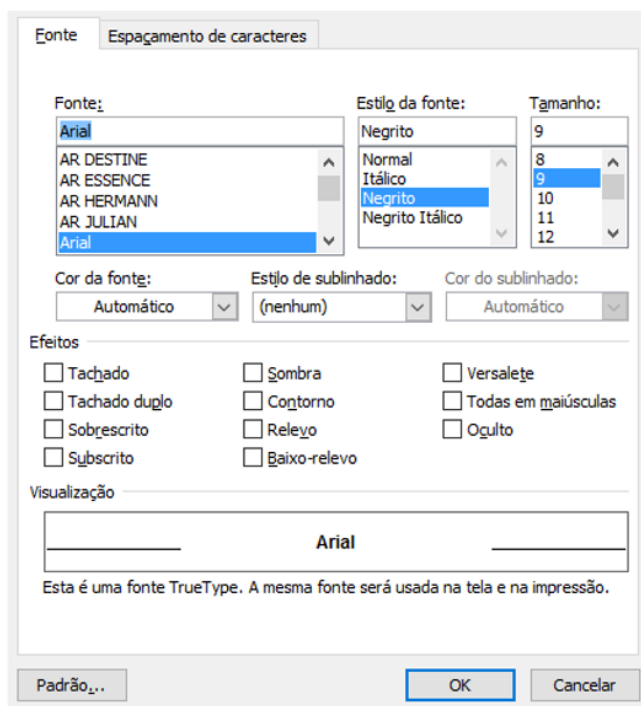 Fonte Espaçamento de caracteres
Fonte: Estilo da fonte: Tamanho:
Arial Negrito 9
AR DESTINE Normal 8
AR ESSENCE Itálico 9
AR HERMANN Negrito 10
AR JULIAN Negrito Itálico 11
Arial 12
Cor da fonte: Estilo de sublinhado: Cor do sublinhado:
Automático (nenhum) Automático
Efeitos
Tachado Sombra Versalete
Tachado duplo Contorno Todas em maiúsculas
Sobrescrito Relevo Oculto
Subscrito Baixo-relevo
Visualização
Arial
Esta é uma fonte TrueType. A mesma fonte será usada na tela e na impressão.
Padrão... OK Cancelar